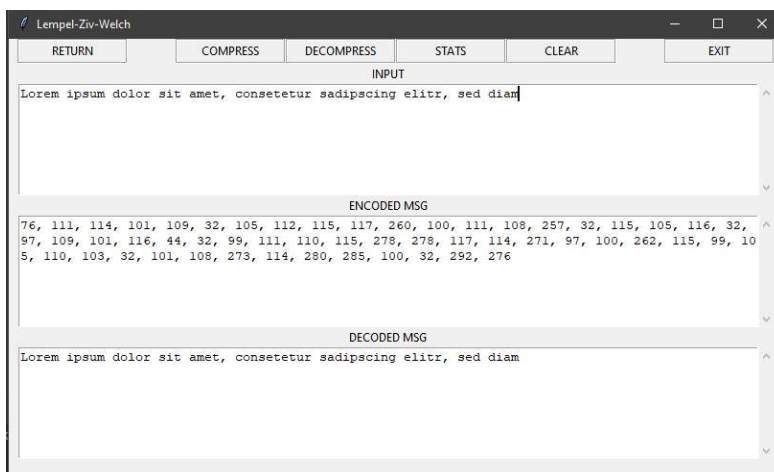 Lempel-Ziv-Welch
RETURN COMPRESS DECOMPRESS STATS CLEAR EXIT
INPUT
Lorem ipsum dolor sit amet, consetetur sadipscing elitr, sed diam
ENCODED MSG
76, 111, 114, 101, 109, 32, 105, 112, 115, 117, 260, 100, 111, 108, 257, 32, 115, 105, 116, 32,
97, 109, 101, 116, 44, 32, 99, 111, 110, 115, 278, 278, 117, 114, 271, 97, 100, 262, 115, 99, 10
5, 110, 103, 32, 101, 108, 273, 114, 280, 285, 100, 32, 292, 276
DECODED MSG
Lorem ipsum dolor sit amet, consetetur sadipscing elitr, sed diam